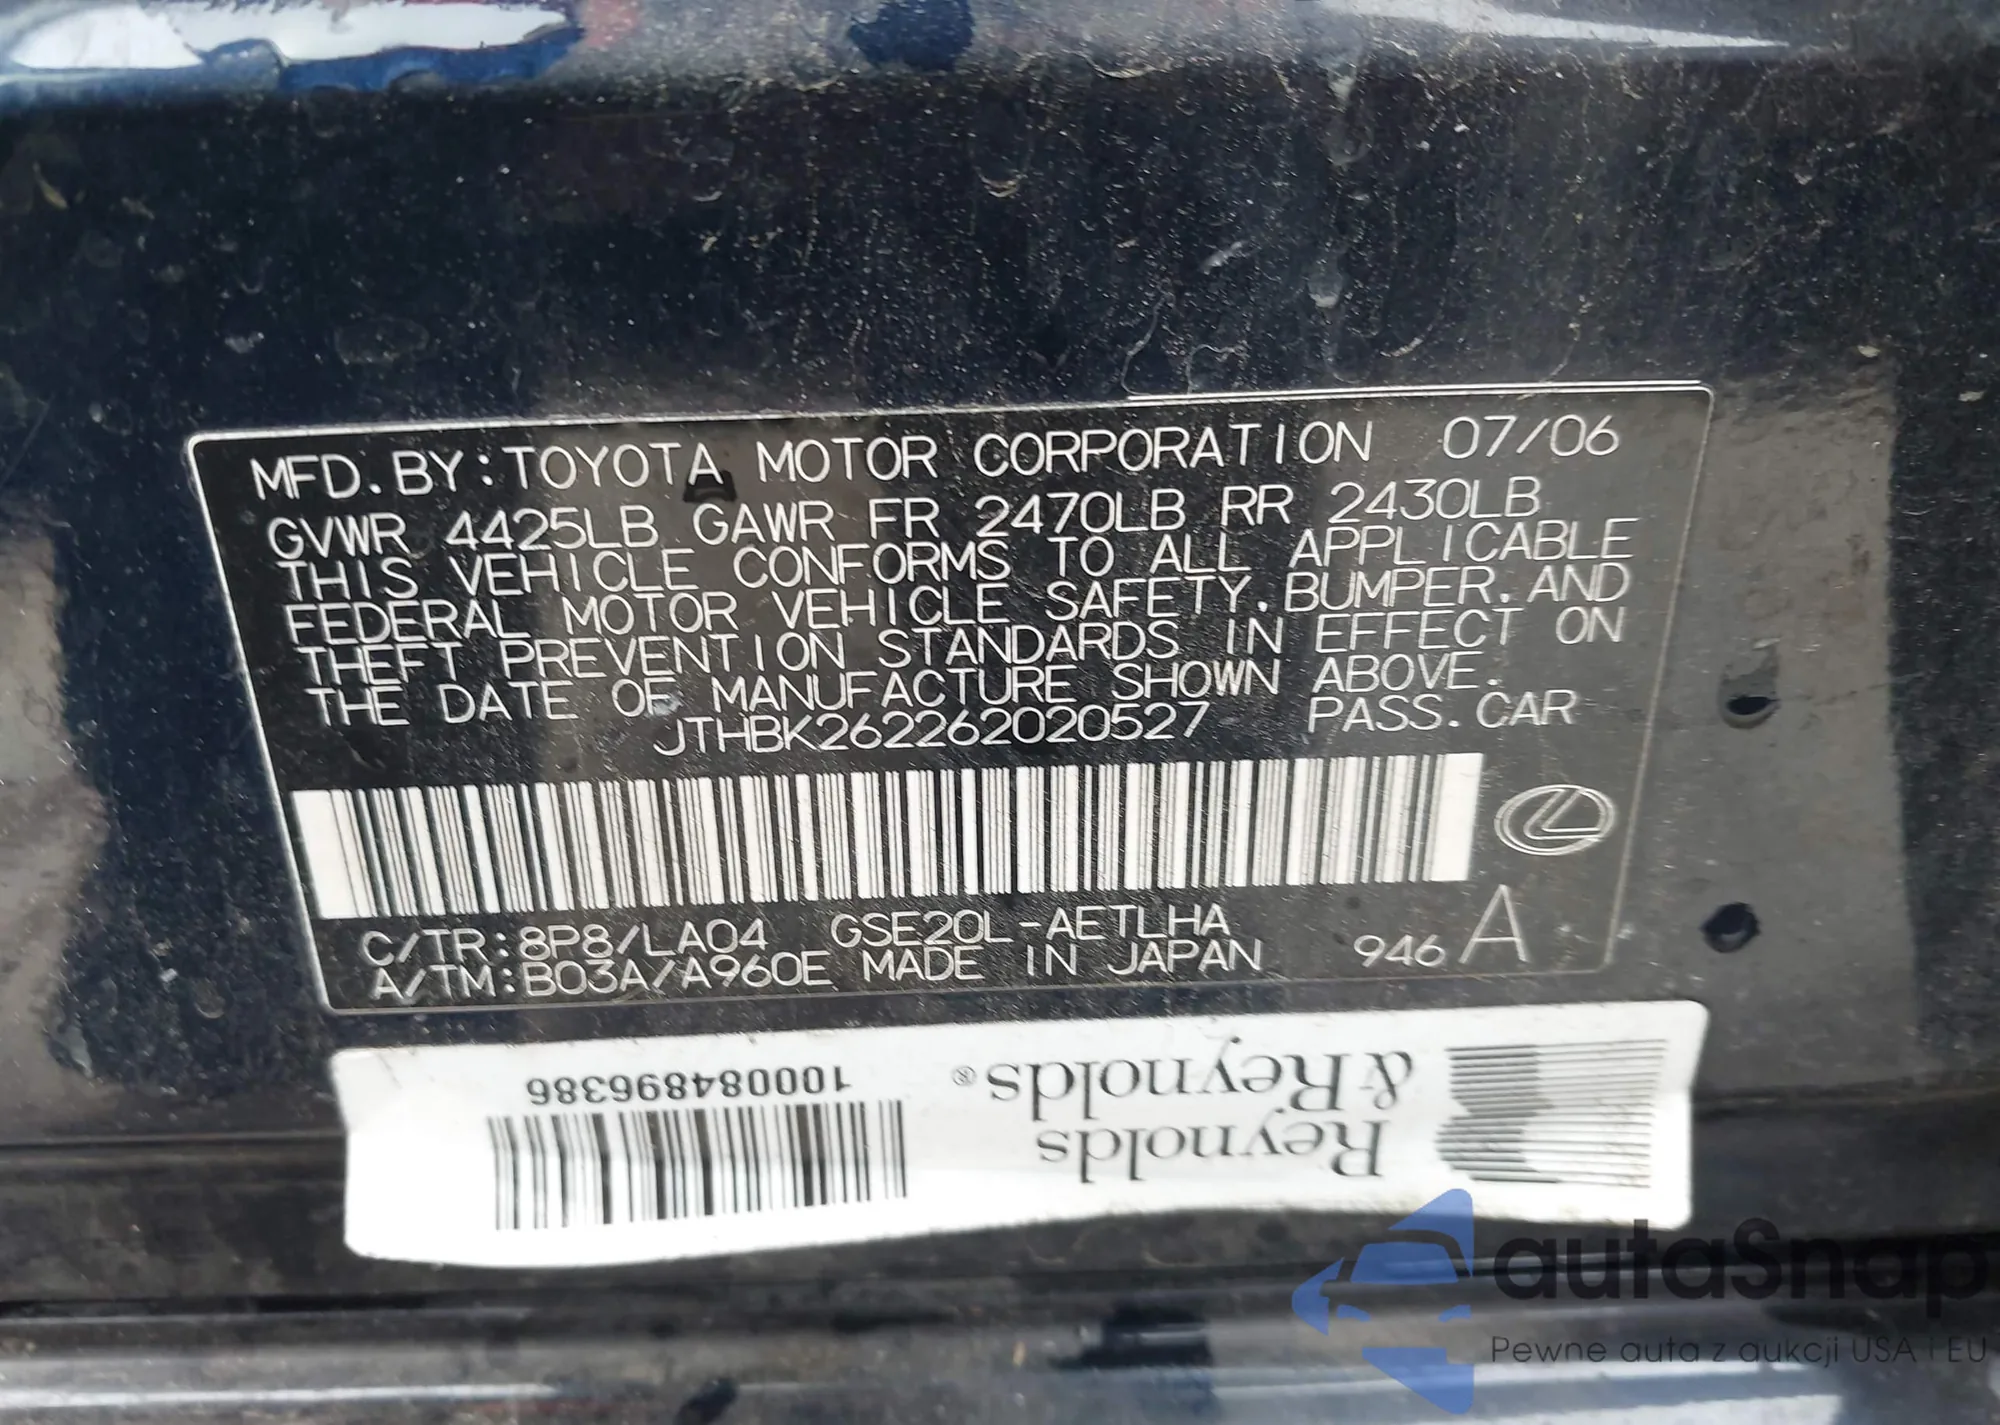 MFD. BY: TOYOTA MOTOR CORPORATION 07/06
GVWR 4425LB GAWR FR 2470LB RR 2430LB
THIS VEHICLE CONFORMS TO ALL APPLICABLE
FEDERAL MOTOR VEHICLE SAFETY, BUMPER, AND
THEFT PREVENTION STANDARDS IN EFFECT ON
THE DATE OF MANUFACTURE SHOWN ABOVE.
JTHBK262262020527 PASS. CAR
C/TR: 8P8/LA04 GSE20L-AETLHA
A/TM: B03A/A960E MADE IN JAPAN 946 A
Reynolds
& Reynolds®
1000848896386
autaSnap
Pewne auta z aukcji USA i EU